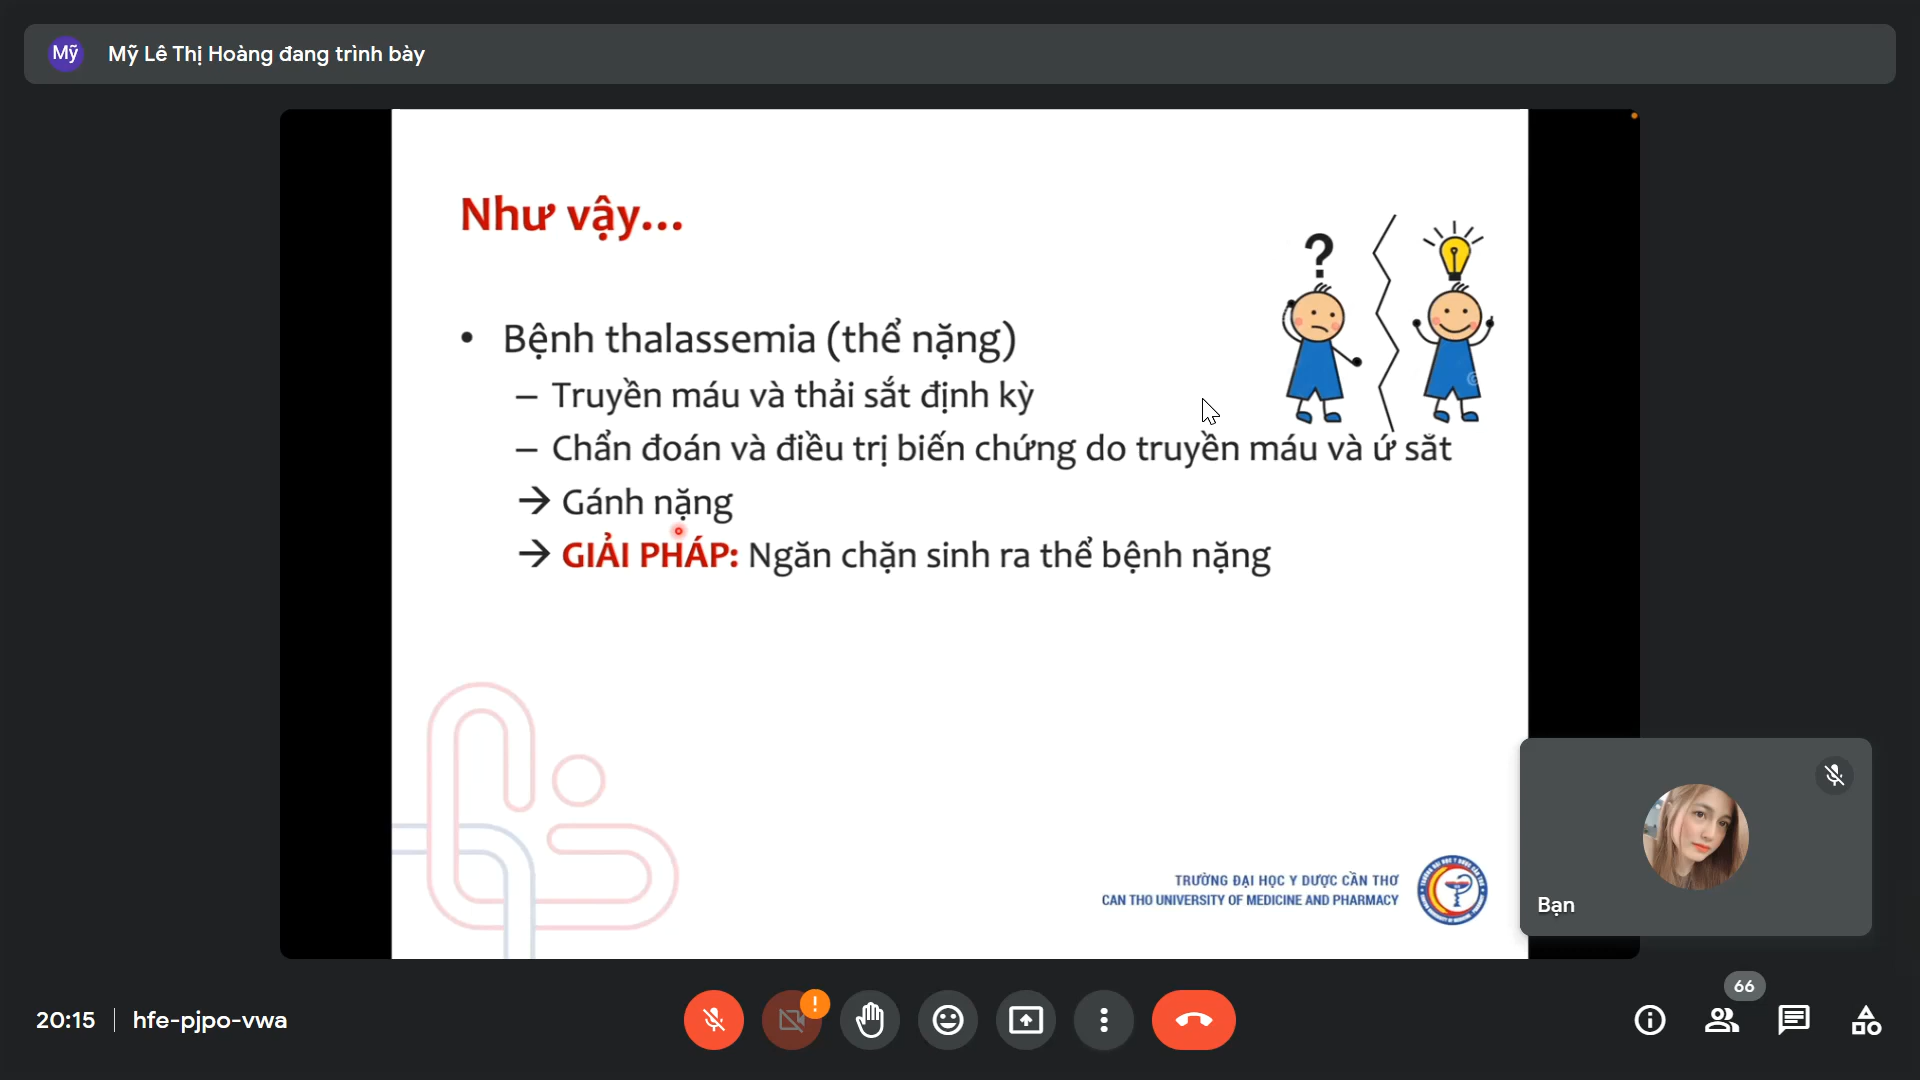 Mỹ
Mỹ Lê Thị Hoàng đang trình bày
Như vậy...
?
• Bệnh thalassemia (thể nặng)
– Truyền máu và thải sắt định kỳ
– Chẩn đoán và điều trị biến chứng do truyền máu và ứ sắt
→ Gánh nặng
→ GIẢI PHÁP: Ngăn chặn sinh ra thể bệnh nặng
TRƯỜNG ĐẠI HỌC Y DƯỢC CẦN THƠ
CAN THO UNIVERSITY OF MEDICINE AND PHARMACY
Bạn
66
20:15 | hfe-pjpo-vwa